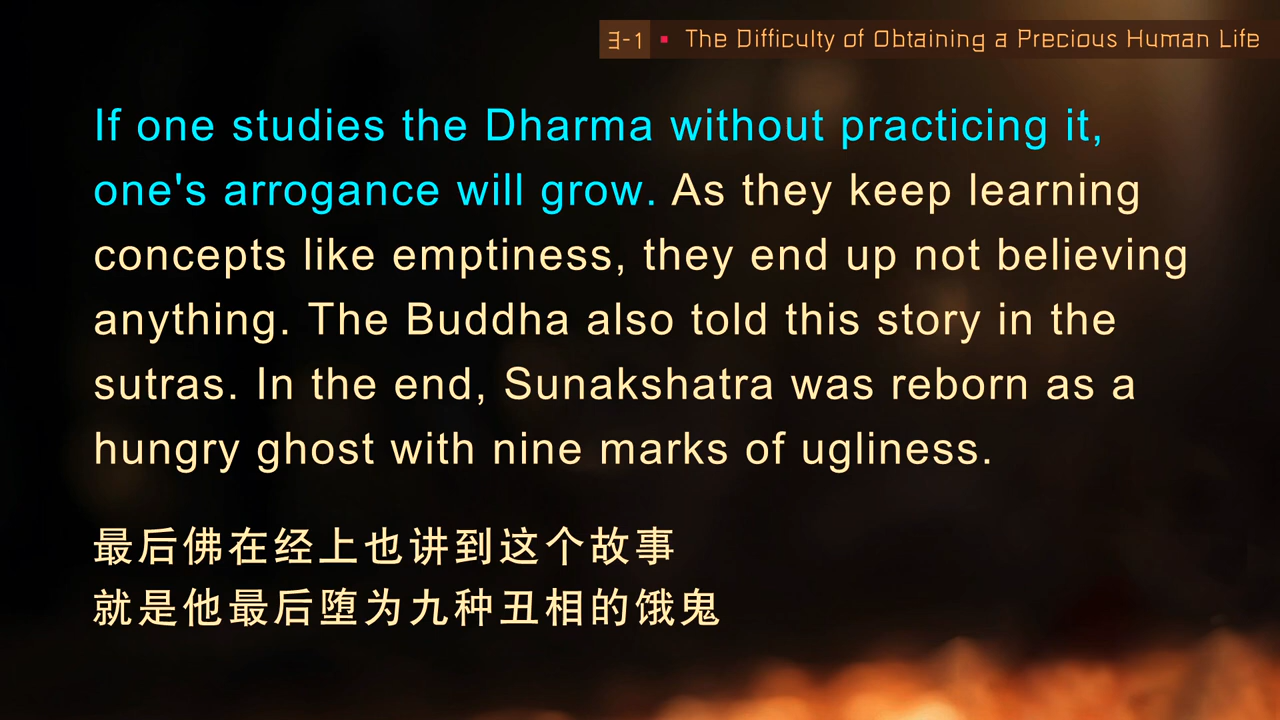 3-1 ▪ The Difficulty of Obtaining a Precious Human Life
If one studies the Dharma without practicing it,
one's arrogance will grow. As they keep learning
concepts like emptiness, they end up not believing
anything. The Buddha also told this story in the
sutras. In the end, Sunakshatra was reborn as a
hungry ghost with nine marks of ugliness.
最后佛在经上也讲到这个故事
就是他最后堕为九种丑相的饿鬼